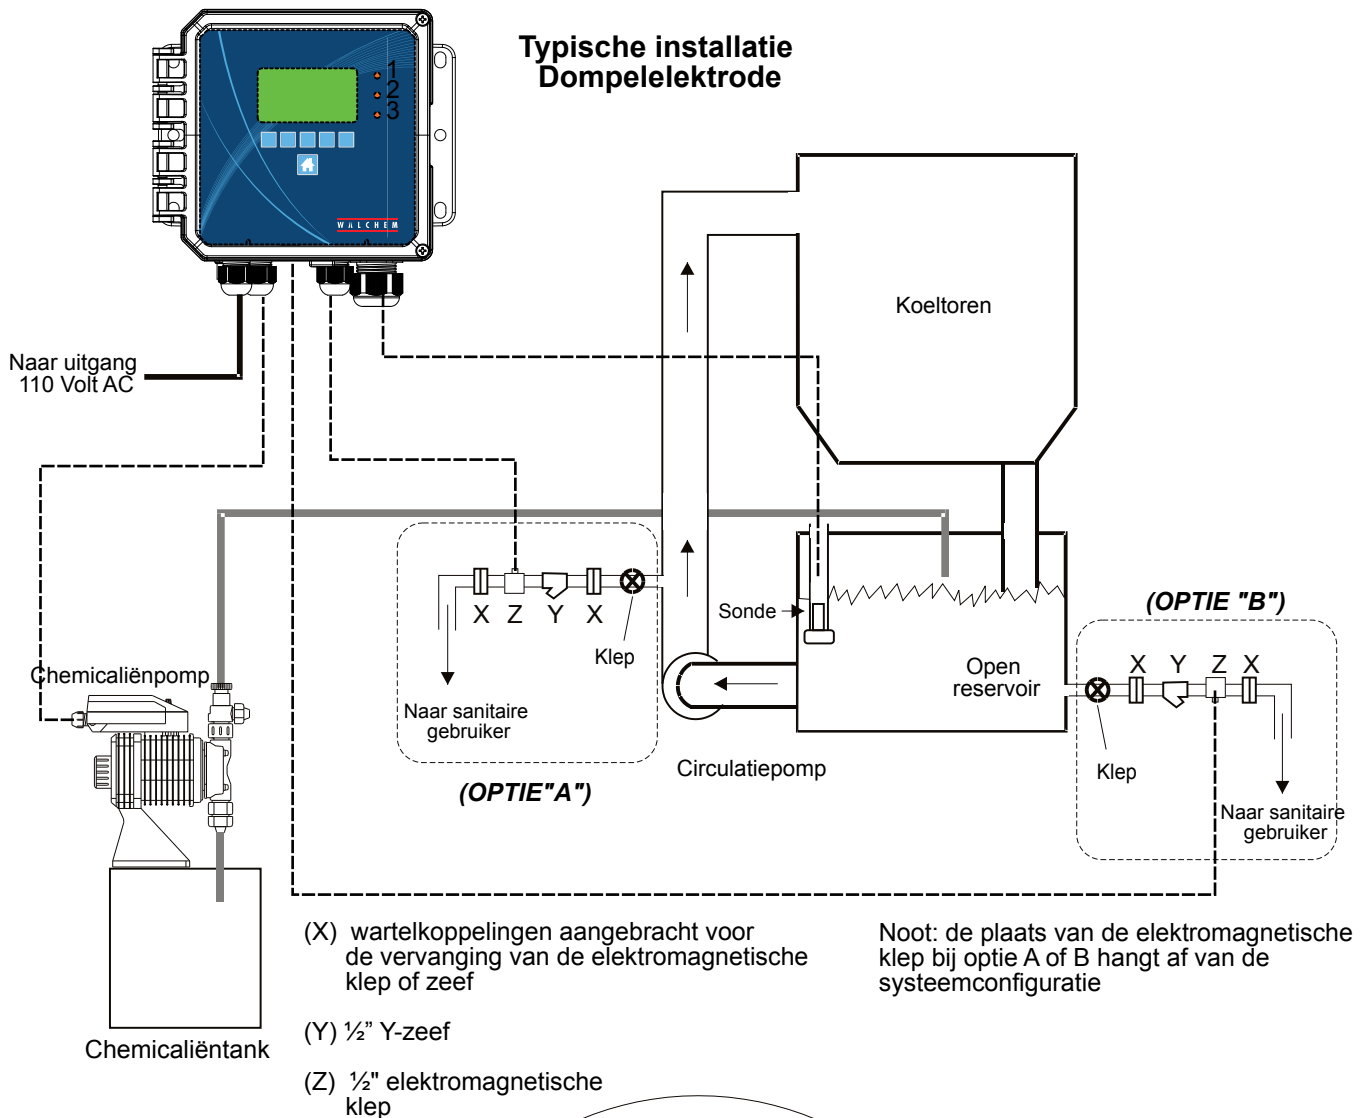 Typische installatie
Dompelelektrode
1
2
3
WALCHEM
Naar uitgang
110 Volt AC
Koeltoren
X Z Y X
Klep
Naar sanitaire
gebruiker
(OPTIE"A")
Sonde
Open
reservoir
Circulatiepomp
(OPTIE "B")
X Y Z X
Klep
Naar sanitaire
gebruiker
Chemicaliënpomp
Chemicaliëntank
(X) wartelkoppelingen aangebracht voor
de vervanging van de elektromagnetische
klep of zeef
(Y) ½” Y-zeef
(Z) ½" elektromagnetische
klep
Noot: de plaats van de elektromagnetische
klep bij optie A of B hangt af van de
systeemconfiguratie